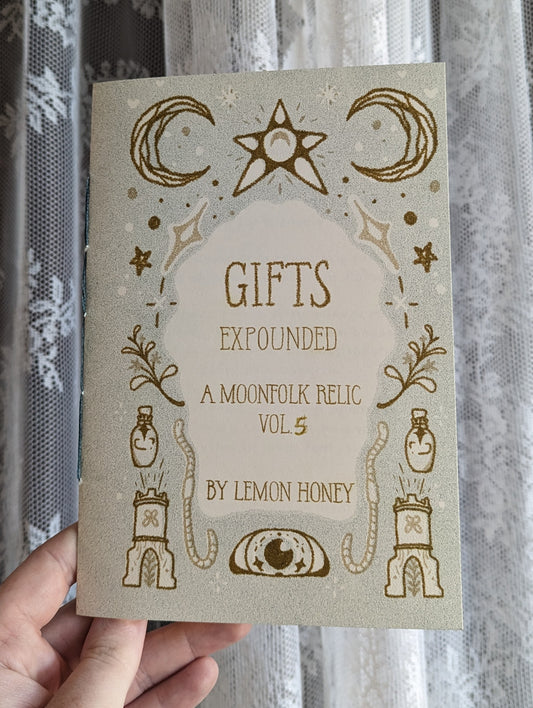 GIFTS
EXPOUNDED
A MOONFOLK RELIC
VOL.5
BY LEMON HONEY